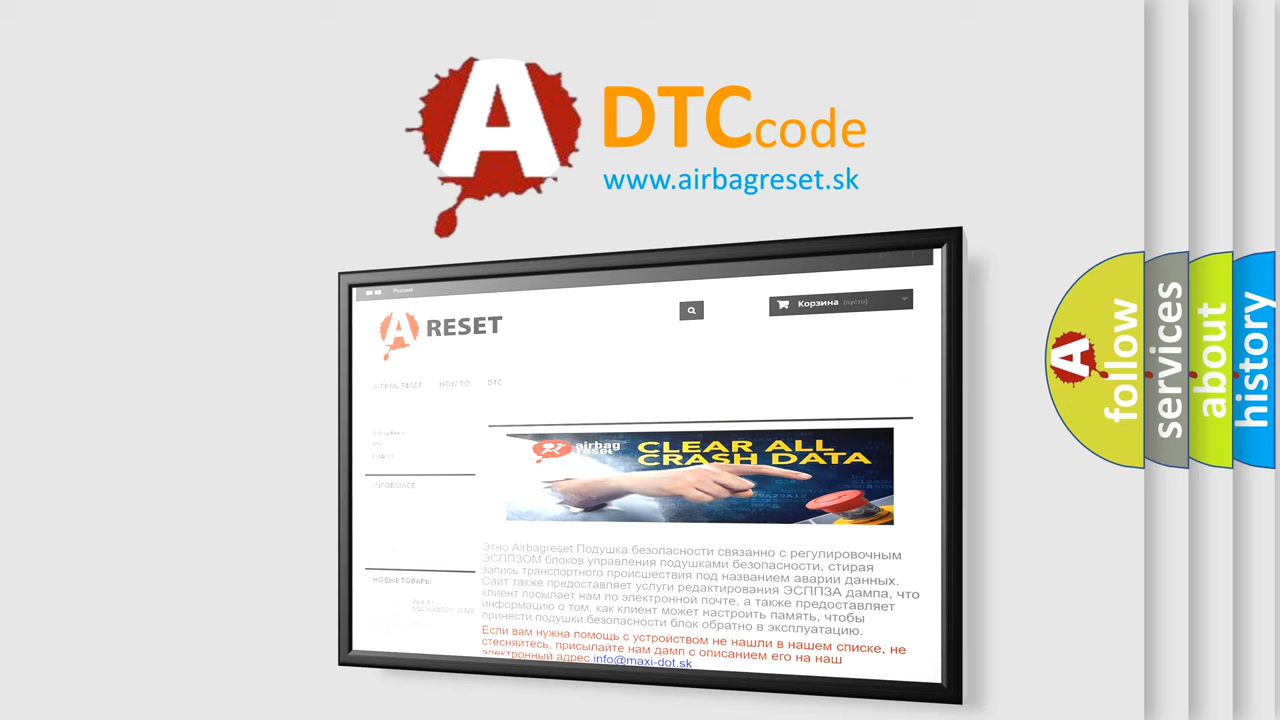 A
DTCcode
www.airbagreset.sk
Русский
A RESET
Корзина (пусто)
AIRBAG RESET HOW TO DTC
INFORMACE
airbag
reset
CLEAR ALL
CRASH DATA
Этно Airbagreset Подушка безопасности связанно с регулировочным
ЭСППЗОМ блоков управления подушками безопасности, стирая
запись транспортного происшествия под названием аварии данных.
Сайт также предоставляет услуги редактирования ЭСППЗА дампа, что
клиент посылает нам по электронной почте, а также предоставляет
информацию о том, как клиент может настроить память, чтобы
принести подушки безопасности блок обратно в эксплуатацию.
Если вам нужна помощь с устройством не нашли в нашем списке, не
стесняйтесь, присылайте нам дамп с описанием его на наш
электронный адрес info@maxi-dot.sk
НОВЫЕ ТОВАРЫ
A
follow
services
about
history